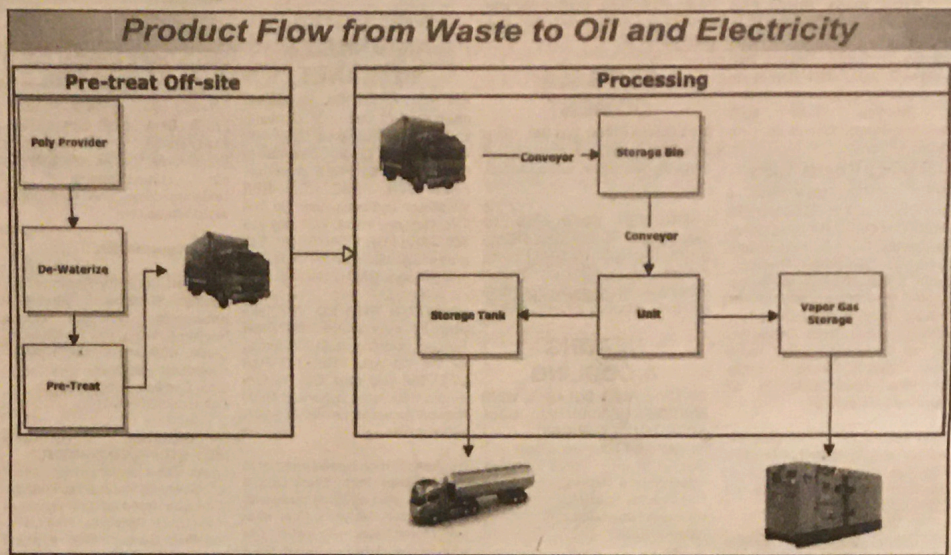 Product Flow from Waste to Oil and Electricity
Pre-treat Off-site
Poly Provider
De-Waterize
Pre-Treat
Processing
Conveyor
Storage Bin
Conveyor
Storage Tank
Unit
Vapor Gas
Storage